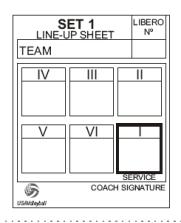 SET 1
LINE-UP SHEET
LIBERO
Nº
TEAM
IV III II
V VI I
SERVICE
COACH SIGNATURE
USAVolleyball